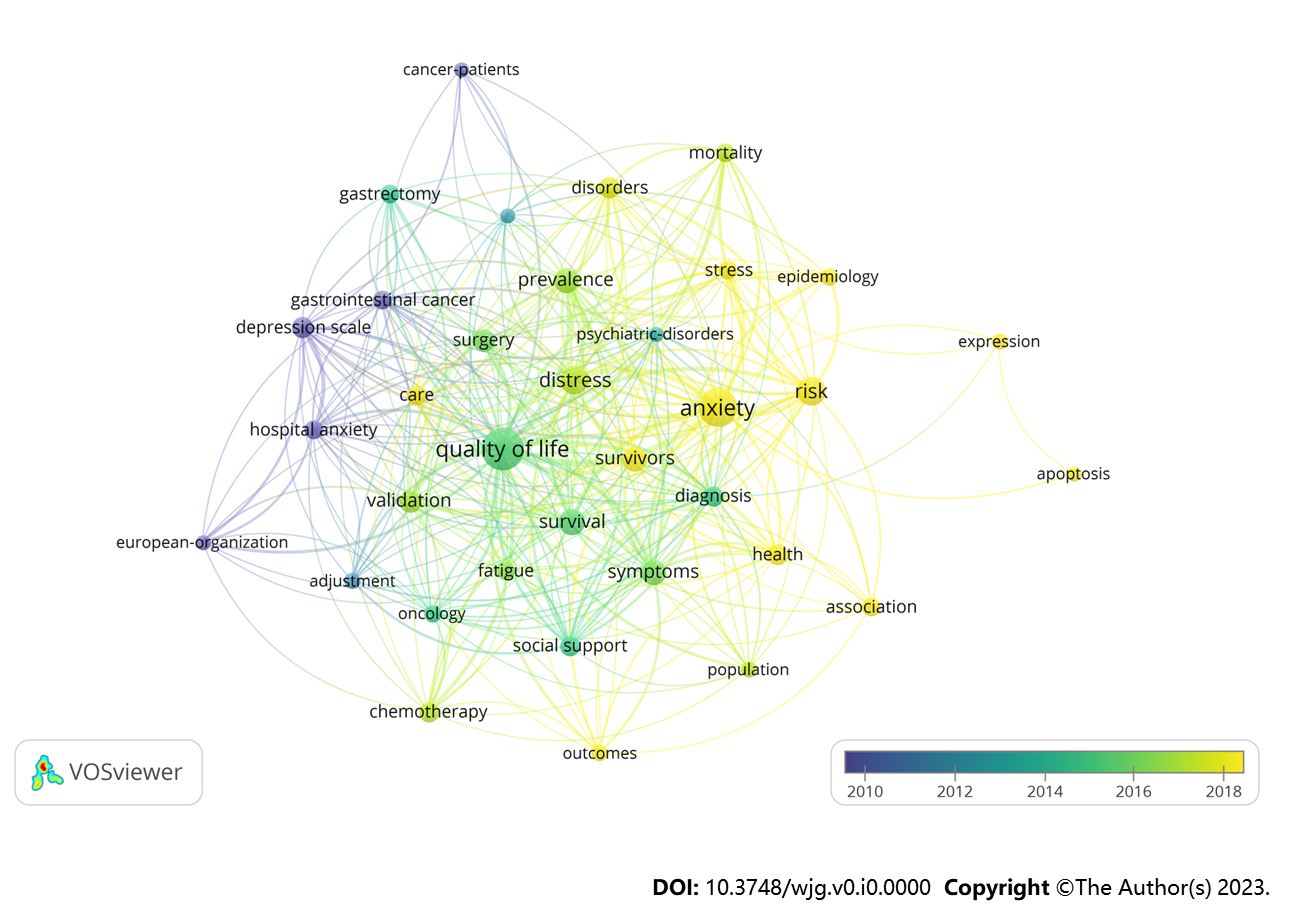 cancer-patients
mortality
disorders
gastrectomy
stress
epidemiology
prevalence
gastrointestinal cancer
depression scale
psychiatric-disorders
surgery
expression
distress
risk
care
anxiety
hospital anxiety
quality of life
survivors
apoptosis
diagnosis
validation
survival
european-organization
health
fatigue
symptoms
adjustment
association
oncology
social support
population
chemotherapy
outcomes
VOSviewer
2010 2012 2014 2016 2018
DOI: 10.3748/wjg.v0.i0.0000 Copyright ©The Author(s) 2023.